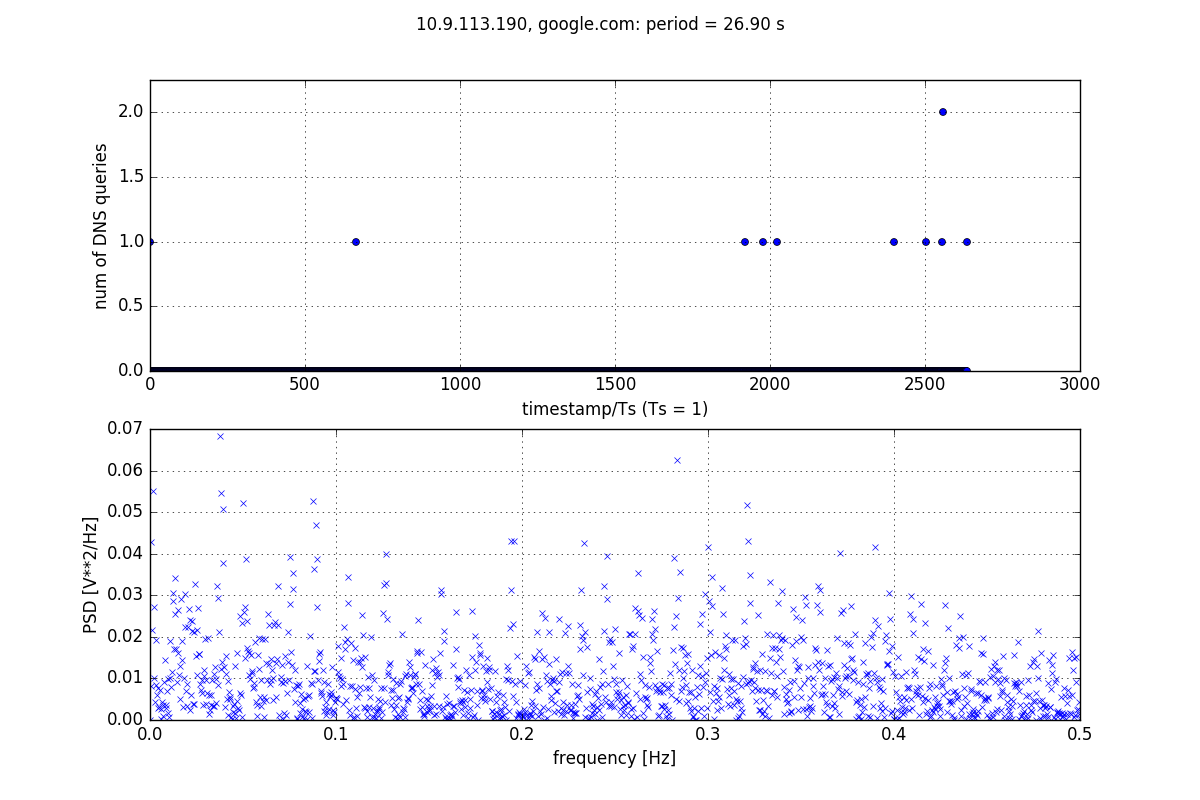 10.9.113.190, google.com: period = 26.90 s
2.0
1.5
1.0
0.5
0.0
num of DNS queries
0 500 1000 1500 2000 2500 3000
timestamp/Ts (Ts = 1)
0.07
0.06
0.05
0.04
0.03
0.02
0.01
0.00
PSD [V**2/Hz]
0.0 0.1 0.2 0.3 0.4 0.5
frequency [Hz]